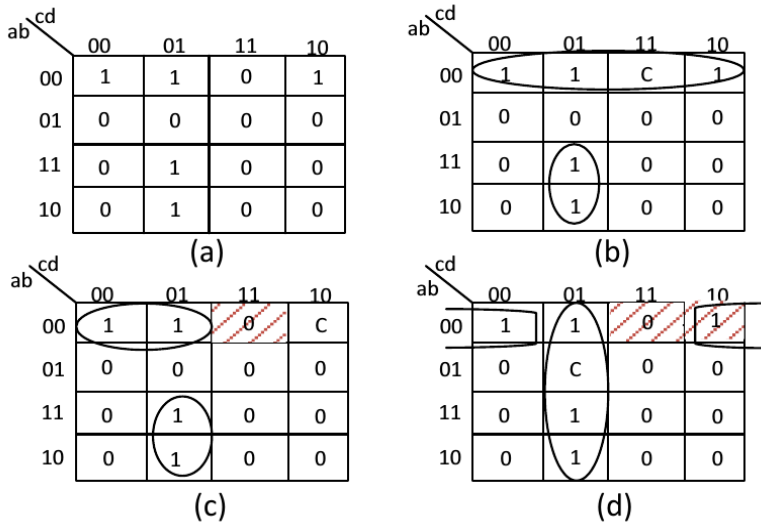 cd
ab
00 01 11 10
00 1 1 0 1
01 0 0 0 0
11 0 1 0 0
10 0 1 0 0
(a)
cd
ab
00 01 11 10
00 1 1 C 1
01 0 0 0 0
11 0 1 0 0
10 0 1 0 0
(b)
cd
ab
00 01 11 10
00 1 1 0 C
01 0 0 0 0
11 0 1 0 0
10 0 1 0 0
(c)
cd
ab
00 01 11 10
00 1 1 0 1
01 0 C 0 0
11 0 1 0 0
10 0 1 0 0
(d)